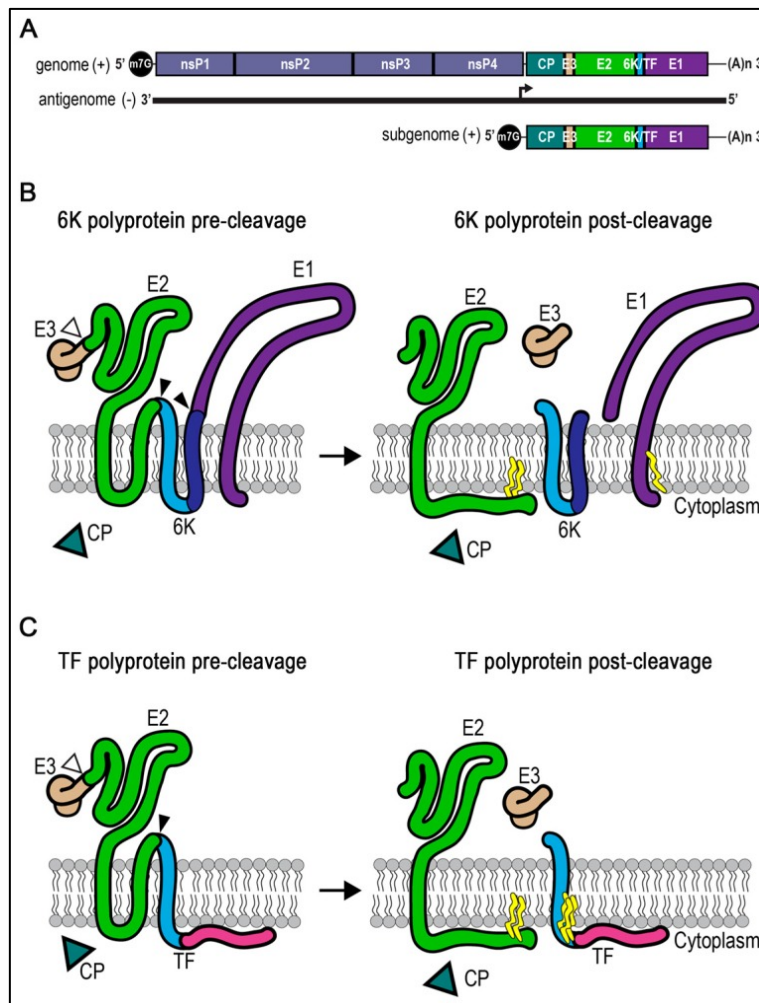 A
genome (+) 5' m7G nsP1 nsP2 nsP3 nsP4 CP E3 E2 6K/TF E1 (A)n 3
antigenome (-) 3' 5'
subgenome (+) 5' m7G CP E3 E2 6K/TF E1 (A)n 3
B
6K polyprotein pre-cleavage 6K polyprotein post-cleavage
E2 E1 E2 E3 E1
E3
6K 6K Cytoplasm
CP CP
C
TF polyprotein pre-cleavage TF polyprotein post-cleavage
E2 E2
E3 E3
TF TF Cytoplasm
CP CP